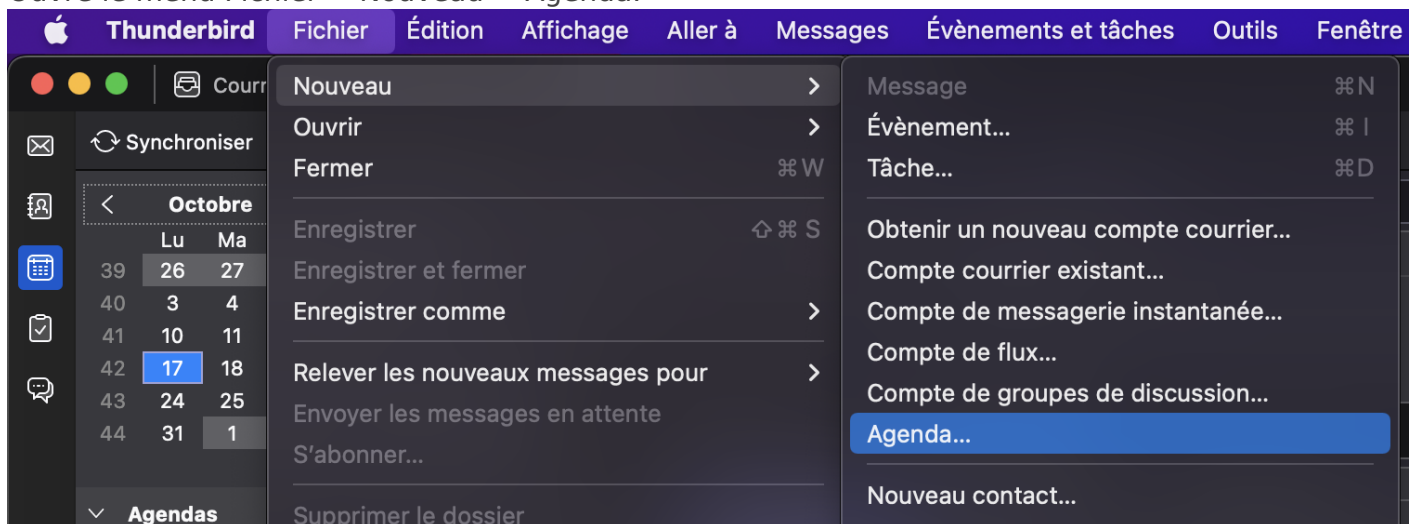 Thunderbird Fichier Édition Affichage Aller à Messages Évènements et tâches Outils Fenêtre
Courr
Synchroniser
Octobre
Lu Ma
39 26 27
40 3 4
41 10 11
42 17 18
43 24 25
44 31 1
Agendas
Nouveau
Ouvrir
Fermer ⌘W
Enregistrer ⇧⌘S
Enregistrer et fermer
Enregistrer comme
Relever les nouveaux messages pour
Envoyer les messages en attente
S’abonner...
Supprimer le dossier
Message ⌘N
Évènement... ⌘I
Tâche... ⌘D
Obtenir un nouveau compte courrier...
Compte courrier existant...
Compte de messagerie instantanée...
Compte de flux...
Compte de groupes de discussion...
Agenda...
Nouveau contact...